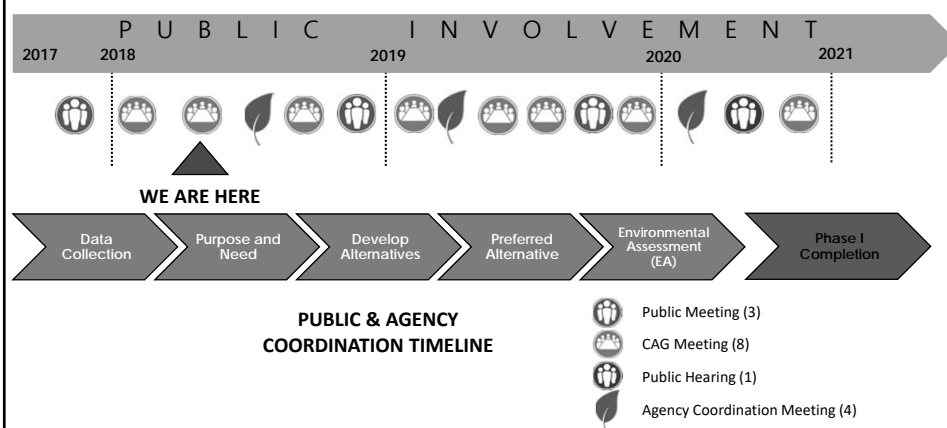 PUBLIC INVOLVEMENT
2017 2018 2019 2020 2021
WE ARE HERE
Data
Collection
Purpose and
Need
Develop
Alternatives
Preferred
Alternative
Environmental
Assessment
(EA)
Phase I
Completion
PUBLIC & AGENCY
COORDINATION TIMELINE
Public Meeting (3)
CAG Meeting (8)
Public Hearing (1)
Agency Coordination Meeting (4)